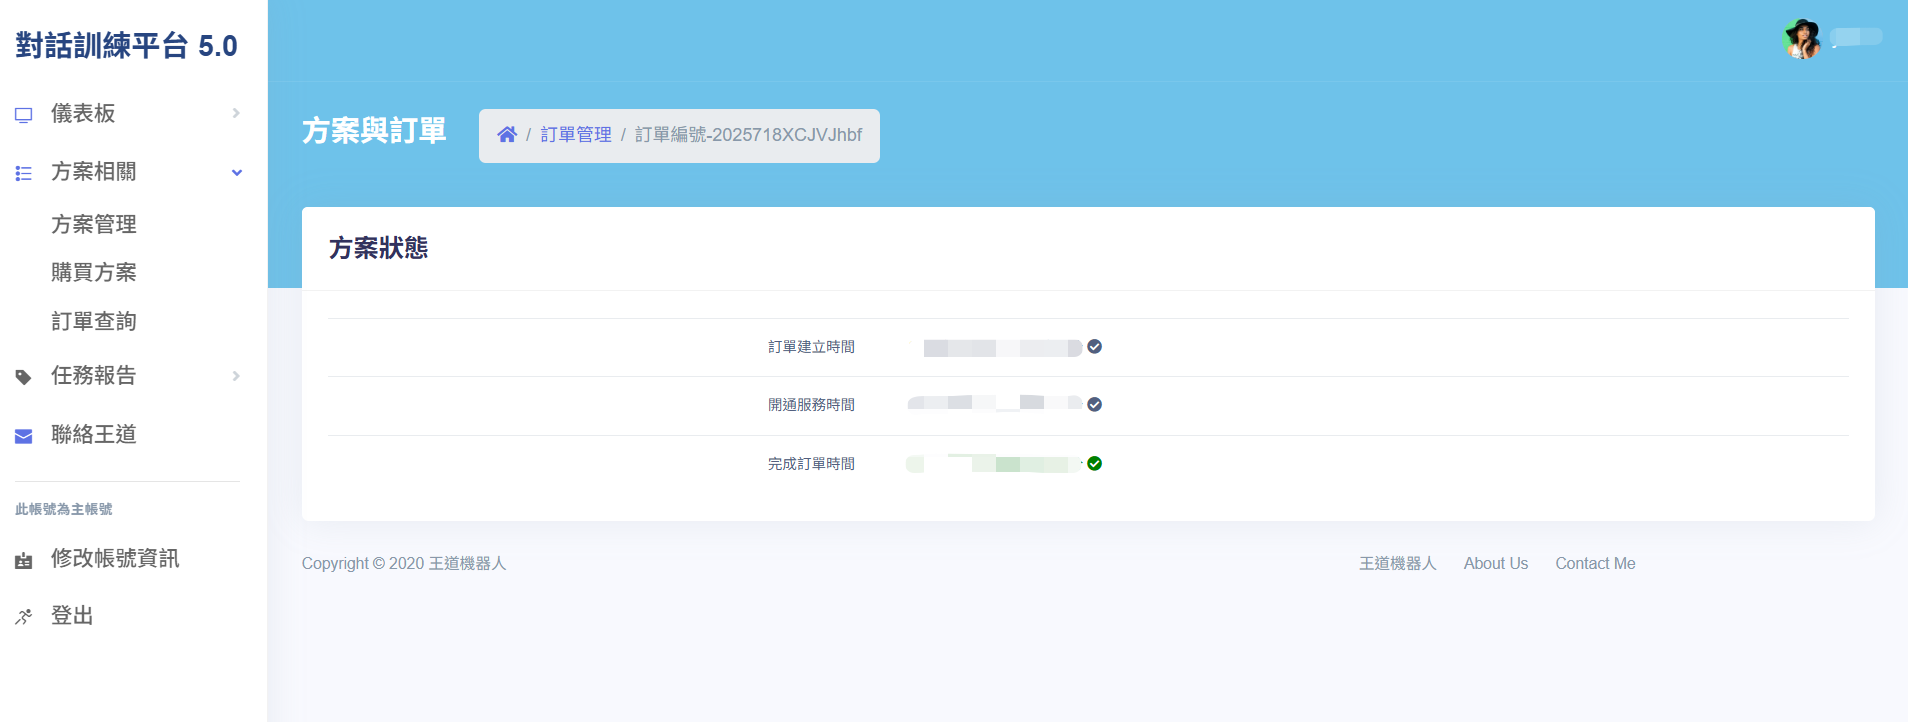 對話訓練平台 5.0
儀表板
方案相關
方案管理
購買方案
訂單查詢
任務報告
聯絡王道
此帳號為主帳號
修改帳號資訊
登出
方案與訂單
/ 訂單管理 / 訂單編號-2025718XCJVJhbf
方案狀態
訂單建立時間
開通服務時間
完成訂單時間
Copyright © 2020 王道機器人
王道機器人 About Us Contact Me